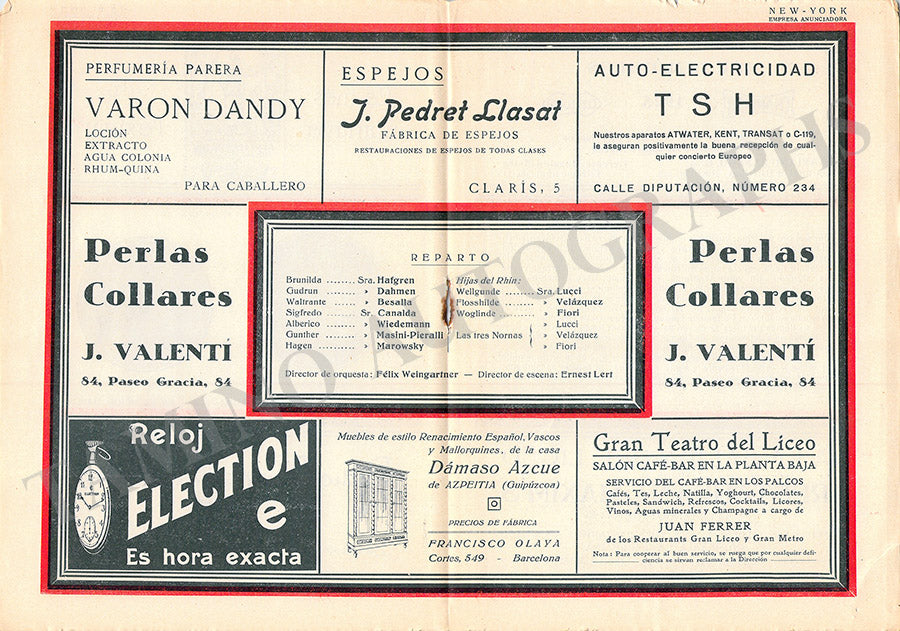 NEW-YORK
EMPRESA ANUNCIADORA
PERFUMERÍA PARERA
VARON DANDY
LOCIÓN
EXTRACTO
AGUA COLONIA
RHUM-QUINA
PARA CABALLERO
ESPEJOS
J. Pedret Llasat
FÁBRICA DE ESPEJOS
RESTAURACIONES DE ESPEJOS DE TODAS CLASES
CLARÍS, 5
AUTO-ELECTRICIDAD
TSH
Nuestros aparatos ATWATER, KENT, TRANSAT o C-119,
le aseguran positivamente la buena recepción de cual-
quier concierto Europeo
CALLE DIPUTACIÓN, NÚMERO 234
Perlas
Collares
J. VALENTÍ
84, Paseo Gracia, 84
REPARTO
Brunilda ........ Sra. Hafgren
Gudrun ........ » Dahmen
Waltrante ........ » Besalla
Sigfredo ........ Sr. Canalda
Alberico ........ » Wiedemann
Gunther ........ » Masini-Pieralli
Hagen ........ » Marowsky
Hijas del Rhin:
Wellgunde ........ Sra. Lucci
Flosshilde ........ » Velázquez
Woglinde ........ » Fiori
» Lucci
Las tres Nornas » Velázquez
» Fiori
Director de orquesta: Félix Weingartner — Director de escena: Ernest Lert
Perlas
Collares
J. VALENTÍ
84, Paseo Gracia, 84
Reloj
ELECTION
e
Es hora exacta
Muebles de estilo Renacimiento Español, Vascos
y Mallorquines, de la casa
Dámaso Azcue
de AZPEITIA (Guipúzcoa)
PRECIOS DE FÁBRICA
FRANCISCO OLAYA
Cortes, 549 - Barcelona
Gran Teatro del Liceo
SALÓN CAFÉ-BAR EN LA PLANTA BAJA
SERVICIO DEL CAFÉ-BAR EN LOS PALCOS
Cafés, Tes, Leche, Natilla, Yoghourt, Chocolates,
Pasteles, Sandwich, Refrescos, Cocktails, Licores,
Vinos, Aguas minerales y Champagne a cargo de
JUAN FERRER
de los Restaurants Gran Liceo y Gran Metro
Nota: Para cooperar al buen servicio, se ruega que por cualquier defi-
ciencia se sirvan reclamar a la Dirección
TAMINO AUTOGRAPHS